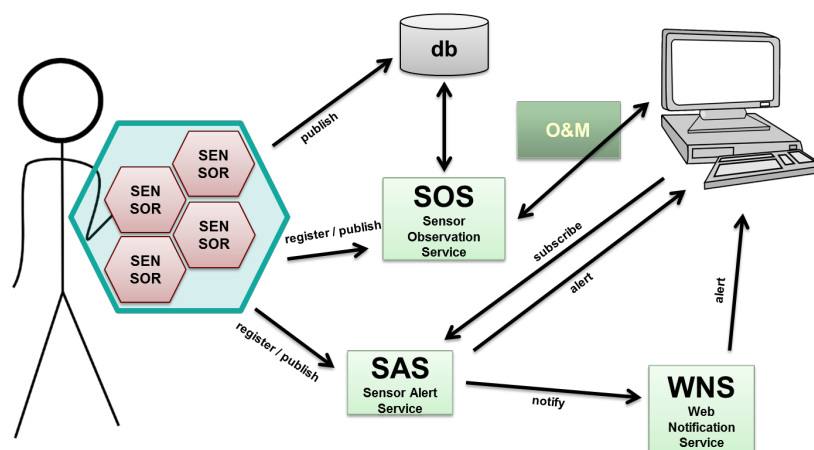 db
publish
O&M
SEN
SOR
SEN
SOR
SEN
SOR
SEN
SOR
SOS
Sensor
Observation
Service
register / publish
subscribe
alert
alert
register / publish
SAS
Sensor Alert
Service
notify
WNS
Web
Notification
Service